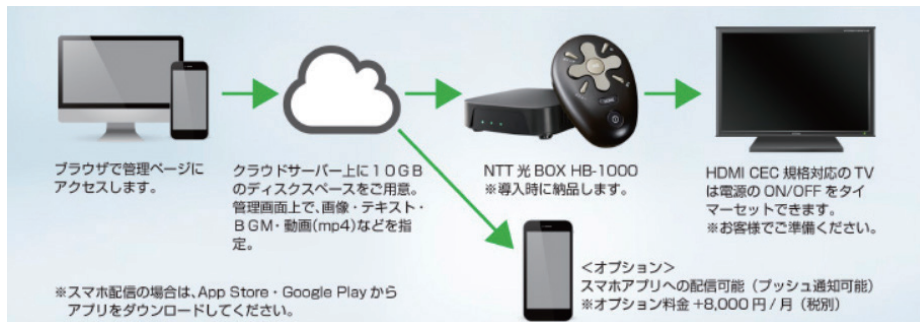 ブラウザで管理ページに
アクセスします。
クラウドサーバー上に10GB
のディスクスペースをご用意。
管理画面上で、画像・テキスト・
BGM・動画(mp4)などを指
定。
NTT 光 BOX HB-1000
※導入時に納品します。
HDMI CEC 規格対応の TV
は電源の ON/OFF をタイ
マーセットできます。
※お客様でご準備ください。
<オプション>
スマホアプリへの配信可能（プッシュ通知可能）
※オプション料金 +8,000 円 / 月（税別）
※スマホ配信の場合は、App Store・Google Play から
アプリをダウンロードしてください。